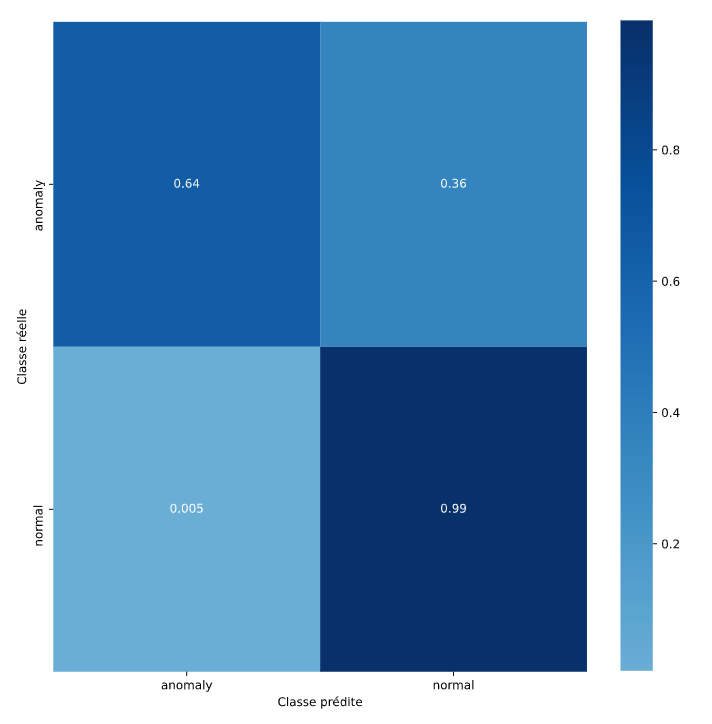 0.64
0.36
0.005
0.99
anomaly
normal
Classe réelle
anomaly
normal
Classe prédite
0.8
0.6
0.4
0.2